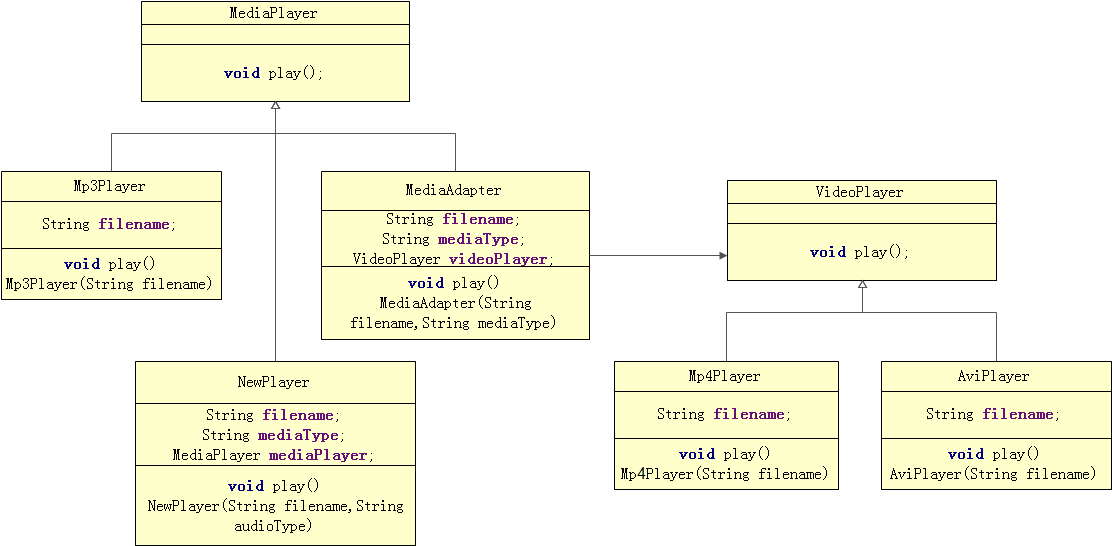 MediaPlayer
void play();
Mp3Player
String filename;
void play()
Mp3Player(String filename)
MediaAdapter
String filename;
String mediaType;
VideoPlayer videoPlayer;
void play()
MediaAdapter(String
filename,String mediaType)
VideoPlayer
void play();
NewPlayer
String filename;
String mediaType;
MediaPlayer mediaPlayer;
void play()
NewPlayer(String filename,String
audioType)
Mp4Player
String filename;
void play()
Mp4Player(String filename)
AviPlayer
String filename;
void play()
AviPlayer(String filename)